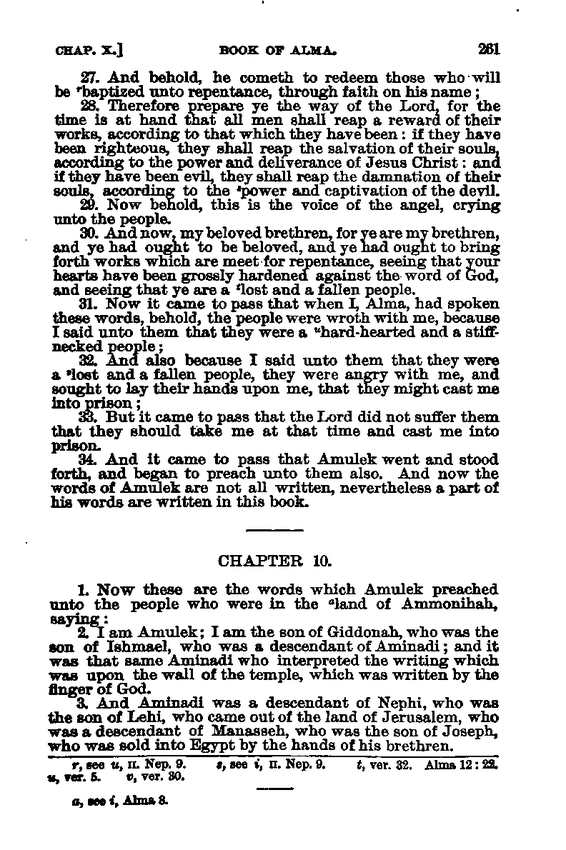 CHAP. X.] BOOK OF ALMA. 261
27. And behold, he cometh to redeem those who will
be ʳbaptized unto repentance, through faith on his name;
28. Therefore prepare ye the way of the Lord, for the
time is at hand that all men shall reap a reward of their
works, according to that which they have been: if they have
been righteous, they shall reap the salvation of their souls,
according to the power and deliverance of Jesus Christ: and
if they have been evil, they shall reap the damnation of their
souls, according to the ˢpower and captivation of the devil.
29. Now behold, this is the voice of the angel, crying
unto the people.
30. And now, my beloved brethren, for ye are my brethren,
and ye had ought to be beloved, and ye had ought to bring
forth works which are meet for repentance, seeing that your
hearts have been grossly hardened against the word of God,
and seeing that ye are a ᵗlost and a fallen people.
31. Now it came to pass that when I, Alma, had spoken
these words, behold, the people were wroth with me, because
I said unto them that they were a ᵘhard-hearted and a stiff-
necked people;
32. And also because I said unto them that they were
a ᵛlost and a fallen people, they were angry with me, and
sought to lay their hands upon me, that they might cast me
into prison;
33. But it came to pass that the Lord did not suffer them
that they should take me at that time and cast me into
prison.
34. And it came to pass that Amulek went and stood
forth, and began to preach unto them also. And now the
words of Amulek are not all written, nevertheless a part of
his words are written in this book.
CHAPTER 10.
1. Now these are the words which Amulek preached
unto the people who were in the ᵃland of Ammonihah,
saying:
2. I am Amulek; I am the son of Giddonah, who was the
son of Ishmael, who was a descendant of Aminadi; and it
was that same Aminadi who interpreted the writing which
was upon the wall of the temple, which was written by the
finger of God.
3. And Aminadi was a descendant of Nephi, who was
the son of Lehi, who came out of the land of Jerusalem, who
was a descendant of Manasseh, who was the son of Joseph,
who was sold into Egypt by the hands of his brethren.
r, see u, II. Nep. 9. s, see i, II. Nep. 9. t, ver. 32. Alma 12: 22.
u, ver. 5. v, ver. 30.
a, see i, Alma 8.